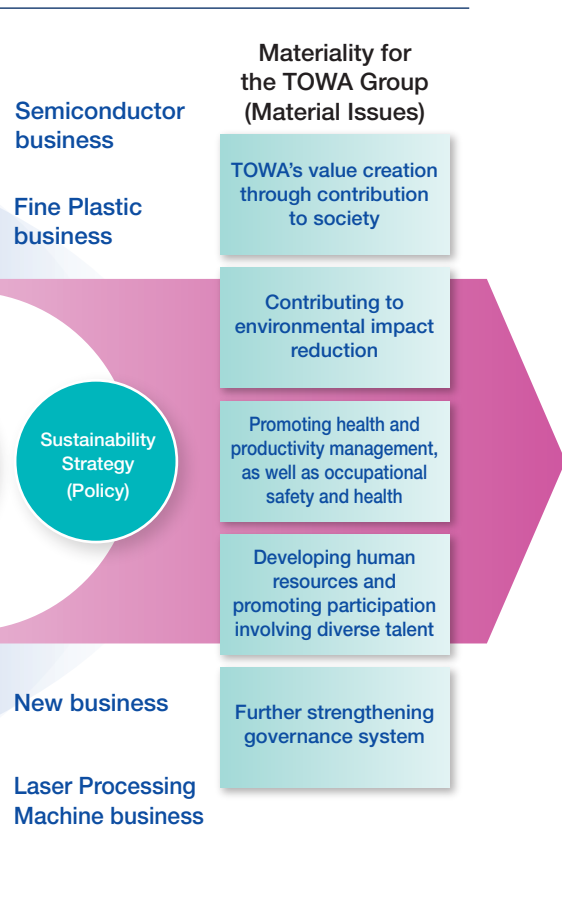 Materiality for
the TOWA Group
(Material Issues)
Semiconductor
business
Fine Plastic
business
TOWA's value creation
through contribution
to society
Contributing to
environmental impact
reduction
Sustainability
Strategy
(Policy)
Promoting health and
productivity management,
as well as occupational
safety and health
Developing human
resources and
promoting participation
involving diverse talent
New business
Laser Processing
Machine business
Further strengthening
governance system